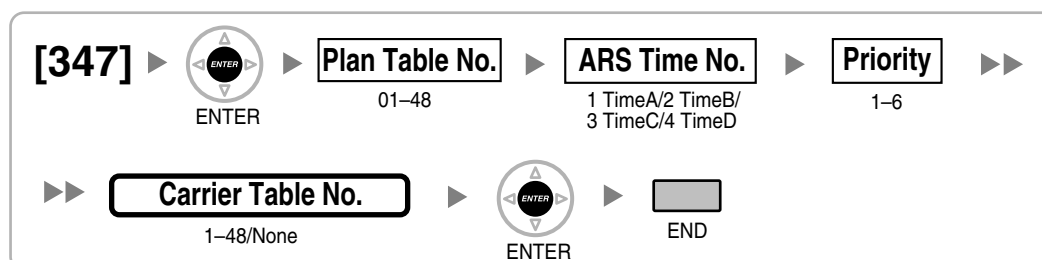 [347] ENTER Plan Table No. ARS Time No. Priority
ENTER 01–48 1 TimeA/2 TimeB/ 1–6
3 TimeC/4 TimeD
Carrier Table No. ENTER
1–48/None ENTER END